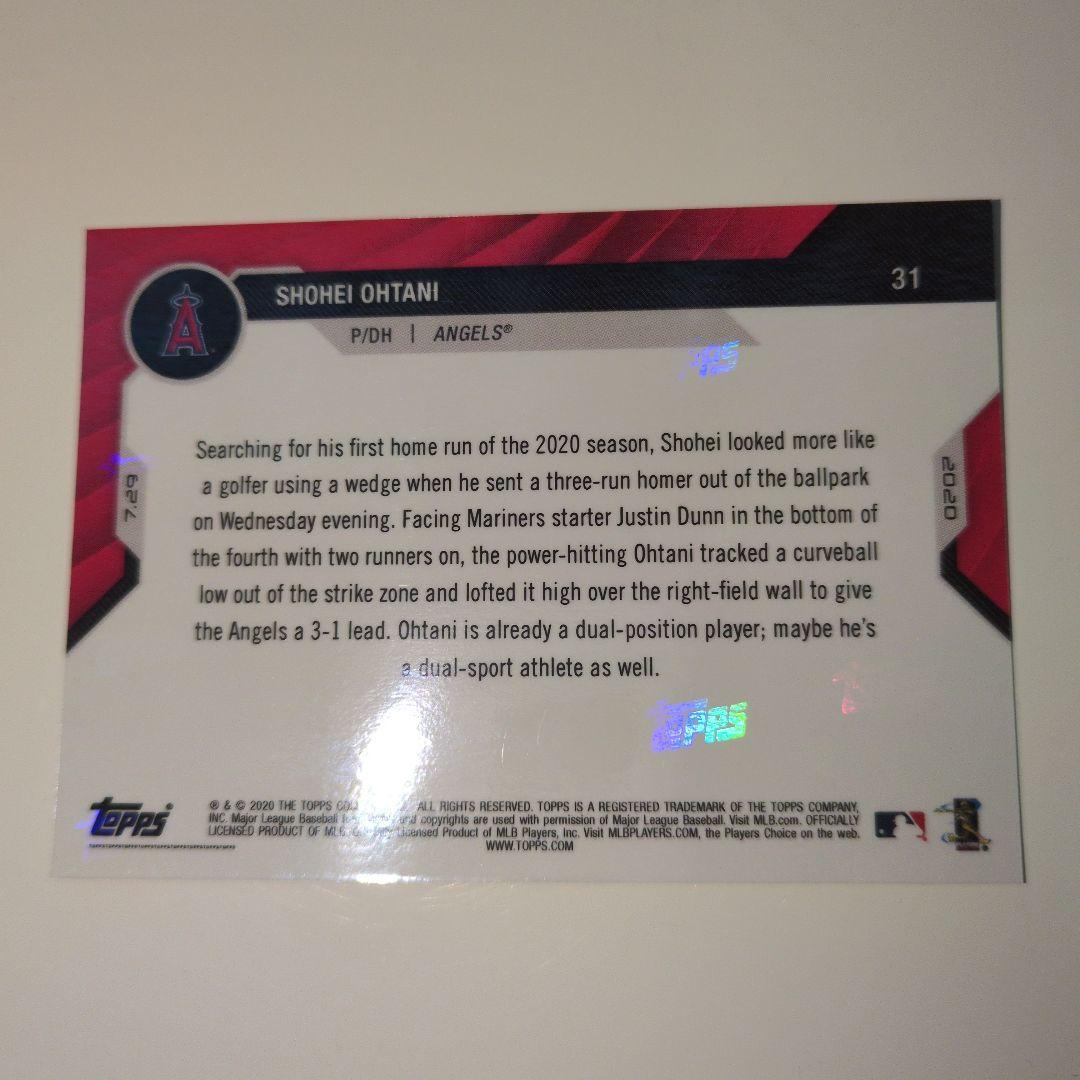 SHOHEI OHTANI
31
P/DH | ANGELS®
A
7.29
2020
Searching for his first home run of the 2020 season, Shohei looked more like
a golfer using a wedge when he sent a three-run homer out of the ballpark
on Wednesday evening. Facing Mariners starter Justin Dunn in the bottom of
the fourth with two runners on, the power-hitting Ohtani tracked a curveball
low out of the strike zone and lofted it high over the right-field wall to give
the Angels a 3-1 lead. Ohtani is already a dual-position player; maybe he's
a dual-sport athlete as well.
TOPPS
TOPPS
® & © 2020 THE TOPPS ALL RIGHTS RESERVED. TOPPS IS A REGISTERED TRADEMARK OF THE TOPPS COMPANY,
INC. Major League Baseball and copyrights are used with permission of Major League Baseball. Visit MLB.com. OFFICIALLY
LICENSED PRODUCT OF Licensed Product of MLB Players, Inc. Visit MLBPLAYERS.COM, the Players Choice on the web.
WWW.TOPPS.COM